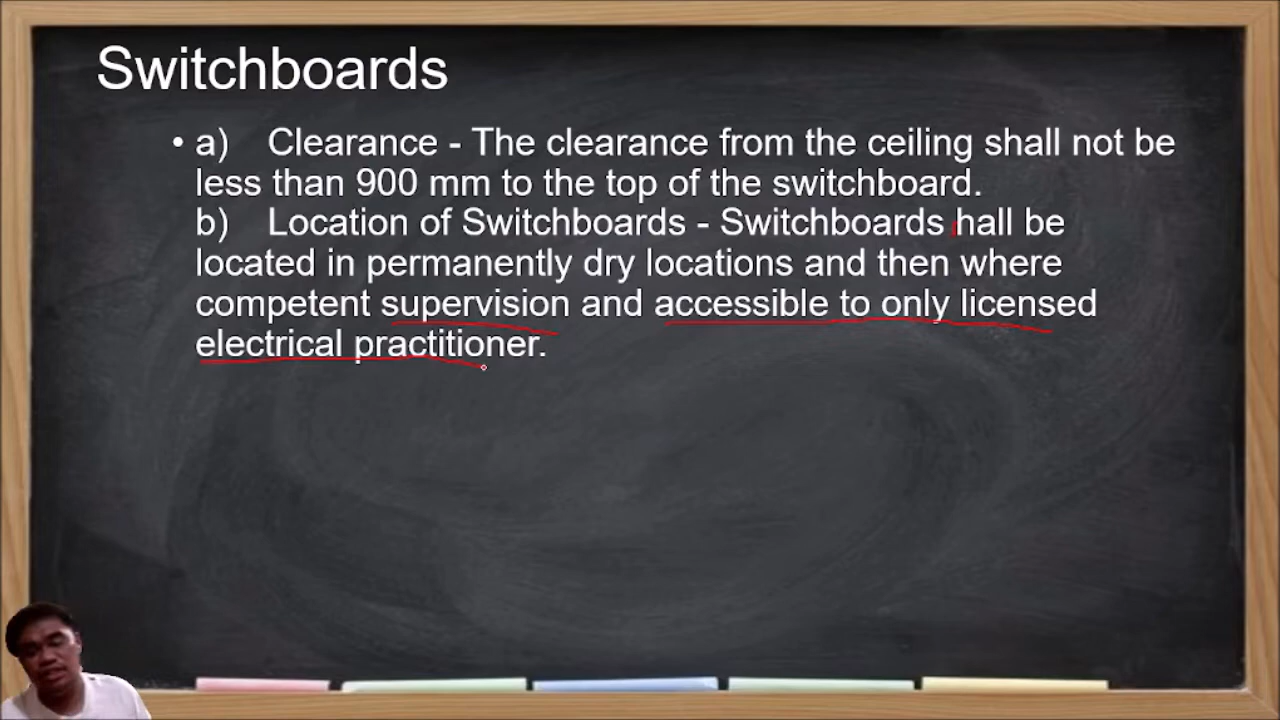 Switchboards
• a) Clearance - The clearance from the ceiling shall not be
less than 900 mm to the top of the switchboard.
b) Location of Switchboards - Switchboards hall be
located in permanently dry locations and then where
competent supervision and accessible to only licensed
electrical practitioner.